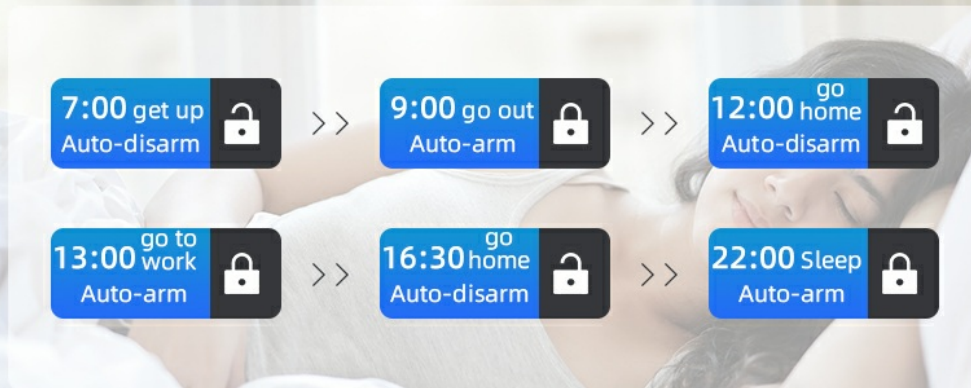 7:00 get up
Auto-disarm
9:00 go out
Auto-arm
12:00 go home
Auto-disarm
13:00 go to work
Auto-arm
16:30 go home
Auto-disarm
22:00 Sleep
Auto-arm